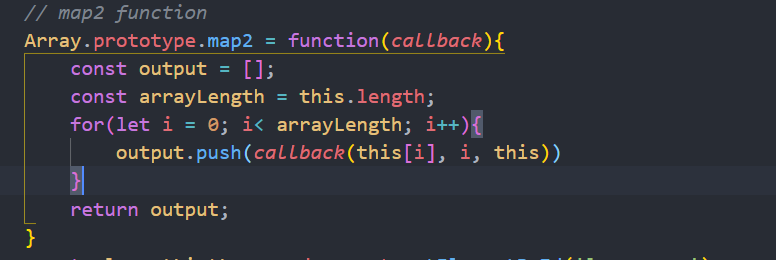 // map2 function
Array.prototype.map2 = function(callback){
    const output = [];
    const arrayLength = this.length;
    for(let i = 0; i< arrayLength; i++){
        output.push(callback(this[i], i, this))
    }
    return output;
}